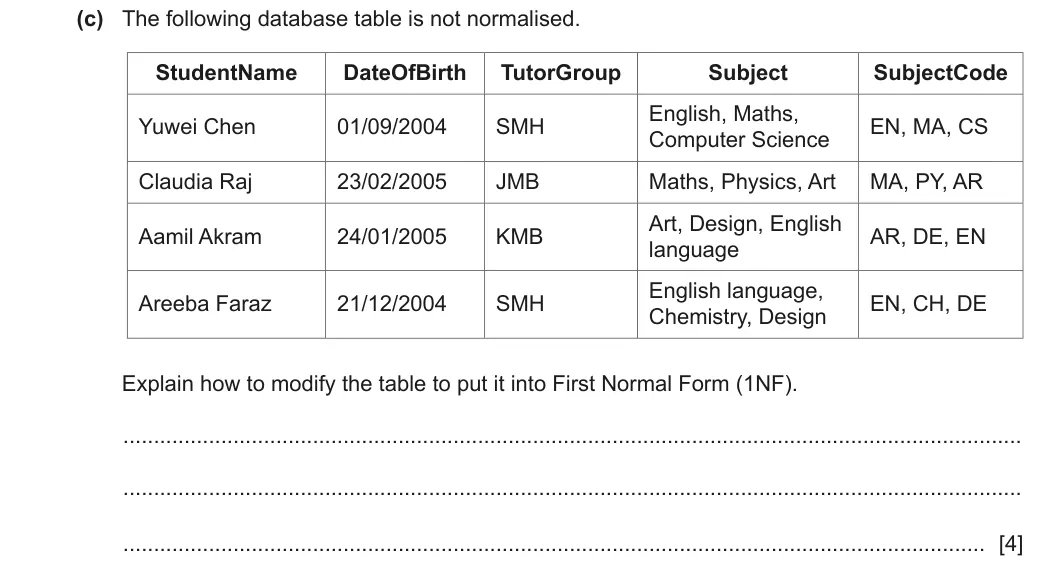 (c) The following database table is not normalised.
StudentName DateOfBirth TutorGroup Subject SubjectCode
Yuwei Chen 01/09/2004 SMH English, Maths, Computer Science EN, MA, CS
Claudia Raj 23/02/2005 JMB Maths, Physics, Art MA, PY, AR
Aamil Akram 24/01/2005 KMB Art, Design, English language AR, DE, EN
Areeba Faraz 21/12/2004 SMH English language, Chemistry, Design EN, CH, DE
Explain how to modify the table to put it into First Normal Form (1NF).
[4]